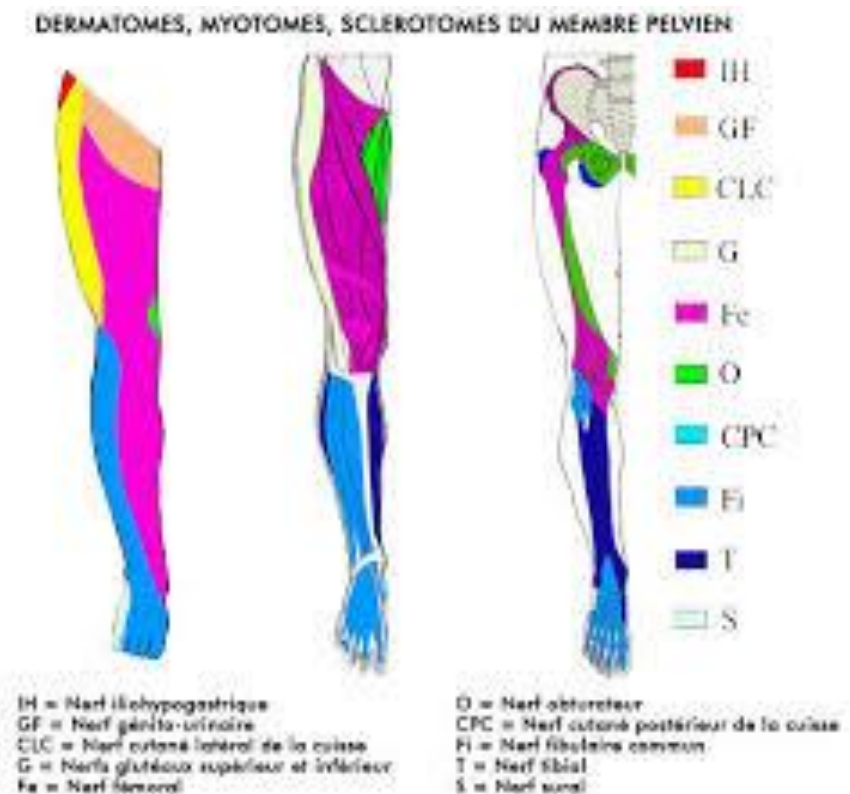 DERMATOMES, MYOTOMES, SCLEROTOMES DU MEMBRE PELVIEN
IH
GF
CLC
G
Fe
O
CPC
Fi
T
S
IH = Nerf iliohypogastrique
GF = Nerf génito-urinaire
CLC = Nerf cutané latéral de la cuisse
G = Nerfs glutéaux supérieur et inférieur
Fe = Nerf fémoral
O = Nerf obturateur
CPC = Nerf cutané postérieur de la cuisse
Fi = Nerf fibulaire commun
T = Nerf tibial
S = Nerf sural